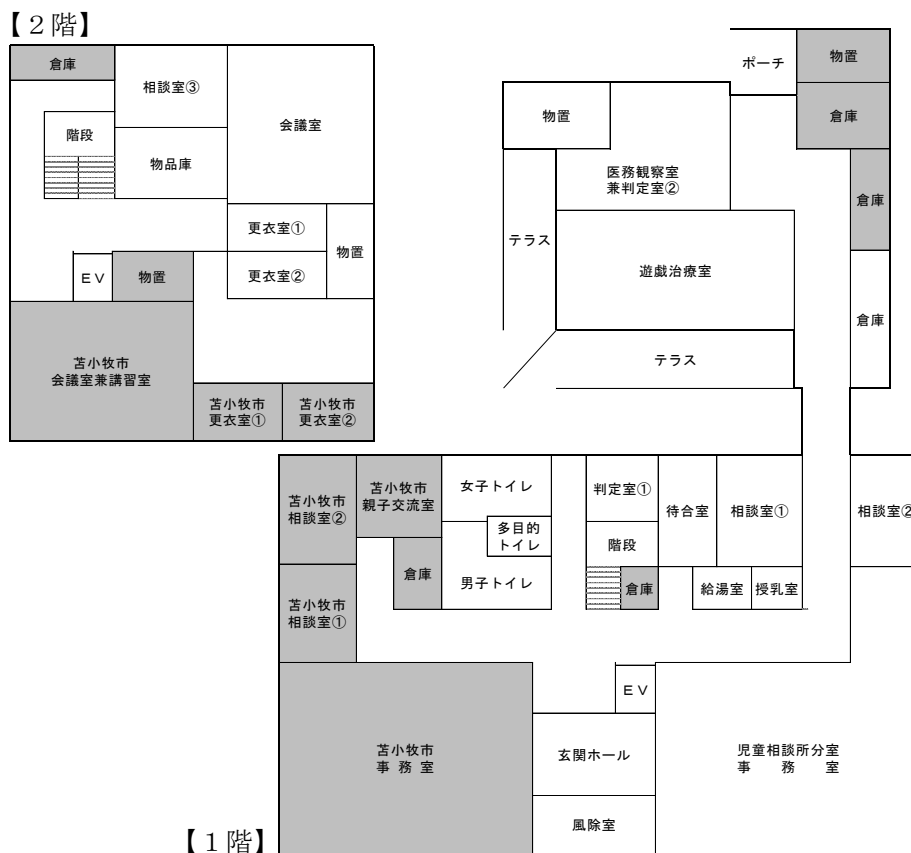 【２階】
倉庫
相談室③
会議室
階段
物品庫
更衣室①
物置
更衣室②
ＥＶ
物置
苫小牧市
会議室兼講習室
苫小牧市
更衣室①
苫小牧市
更衣室②
ポーチ
物置
物置
倉庫
医務観察室
兼判定室②
倉庫
テラス
遊戯治療室
倉庫
テラス
苫小牧市
相談室②
苫小牧市
親子交流室
女子トイレ
判定室①
待合室
相談室①
相談室②
多目的
トイレ
階段
倉庫
男子トイレ
倉庫
給湯室
授乳室
苫小牧市
相談室①
ＥＶ
苫小牧市
事務室
玄関ホール
児童相談所分室
事務室
風除室
【１階】